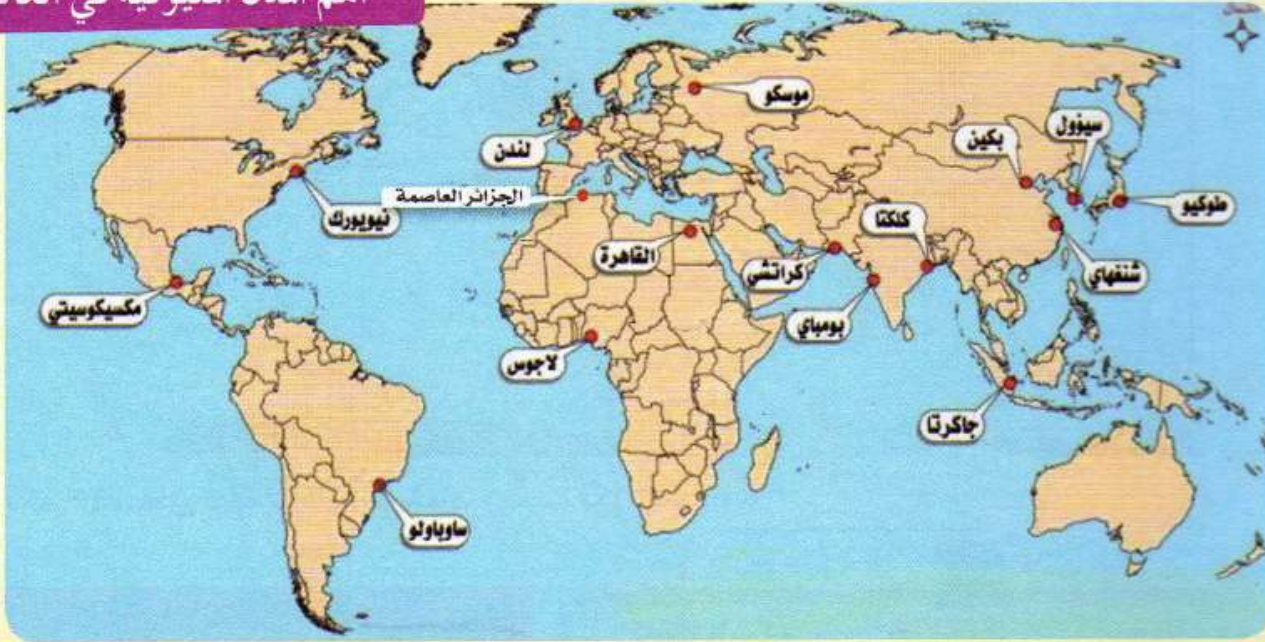 موسكو
لندن
سيؤول
بكين
الجزائر العاصمة
نيويورك
طوكيو
كلكتا
القاهرة
كراتشي
شنغهاي
مكسيكوسيتي
بومباي
لاجوس
جاكرتا
ساوباولو